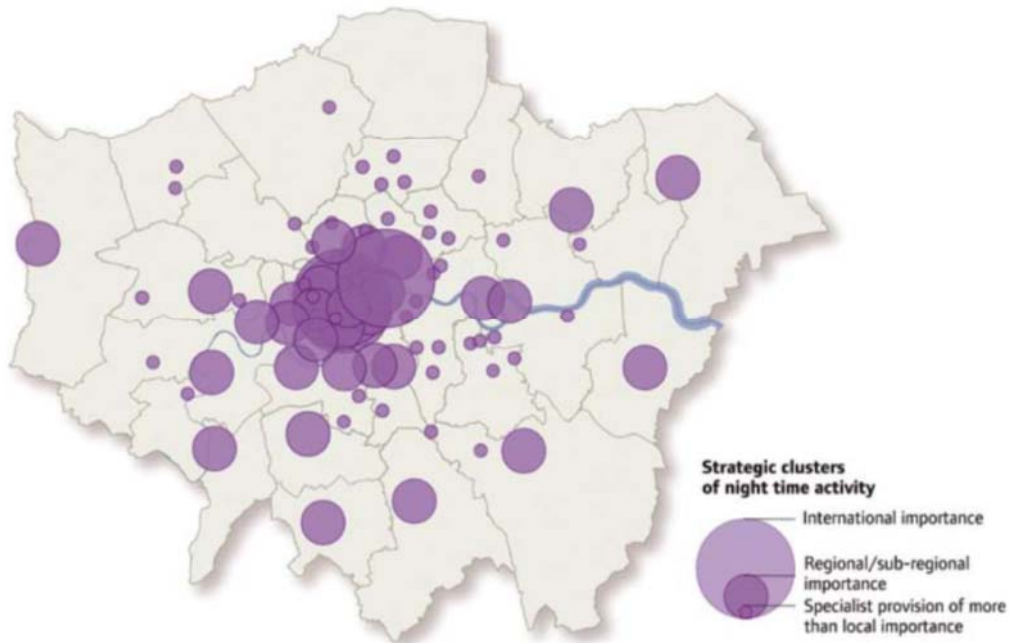 Strategic clusters
of night time activity
International importance
Regional/sub-regional
importance
Specialist provision of more
than local importance